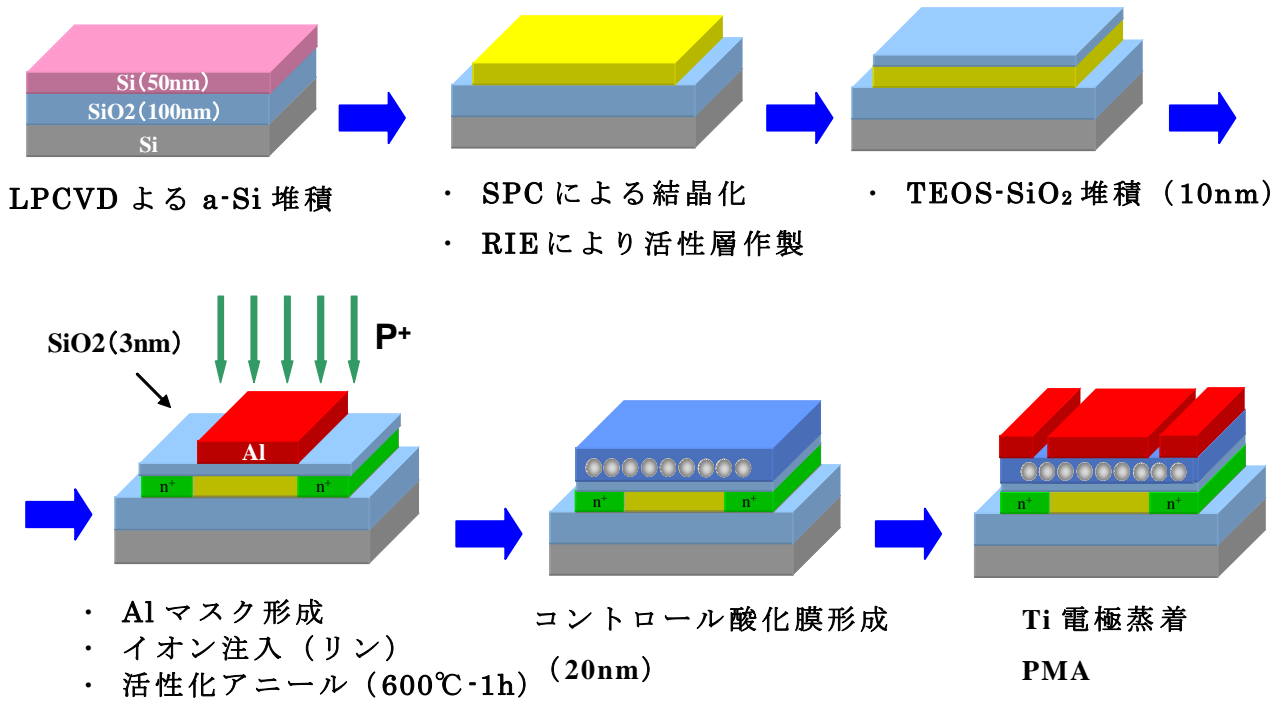 Si(50nm)
SiO2(100nm)
Si
LPCVD よる a-Si 堆積
・ SPC による結晶化
・ RIE により活性層作製
・ TEOS-SiO₂ 堆積（10nm）
SiO2(3nm)
P⁺
Al
n⁺ n⁺
・ Al マスク形成
・ イオン注入（リン）
・ 活性化アニール（600℃-1h）
n⁺ n⁺
コントロール酸化膜形成
（20nm）
n⁺ n⁺
Ti 電極蒸着
PMA